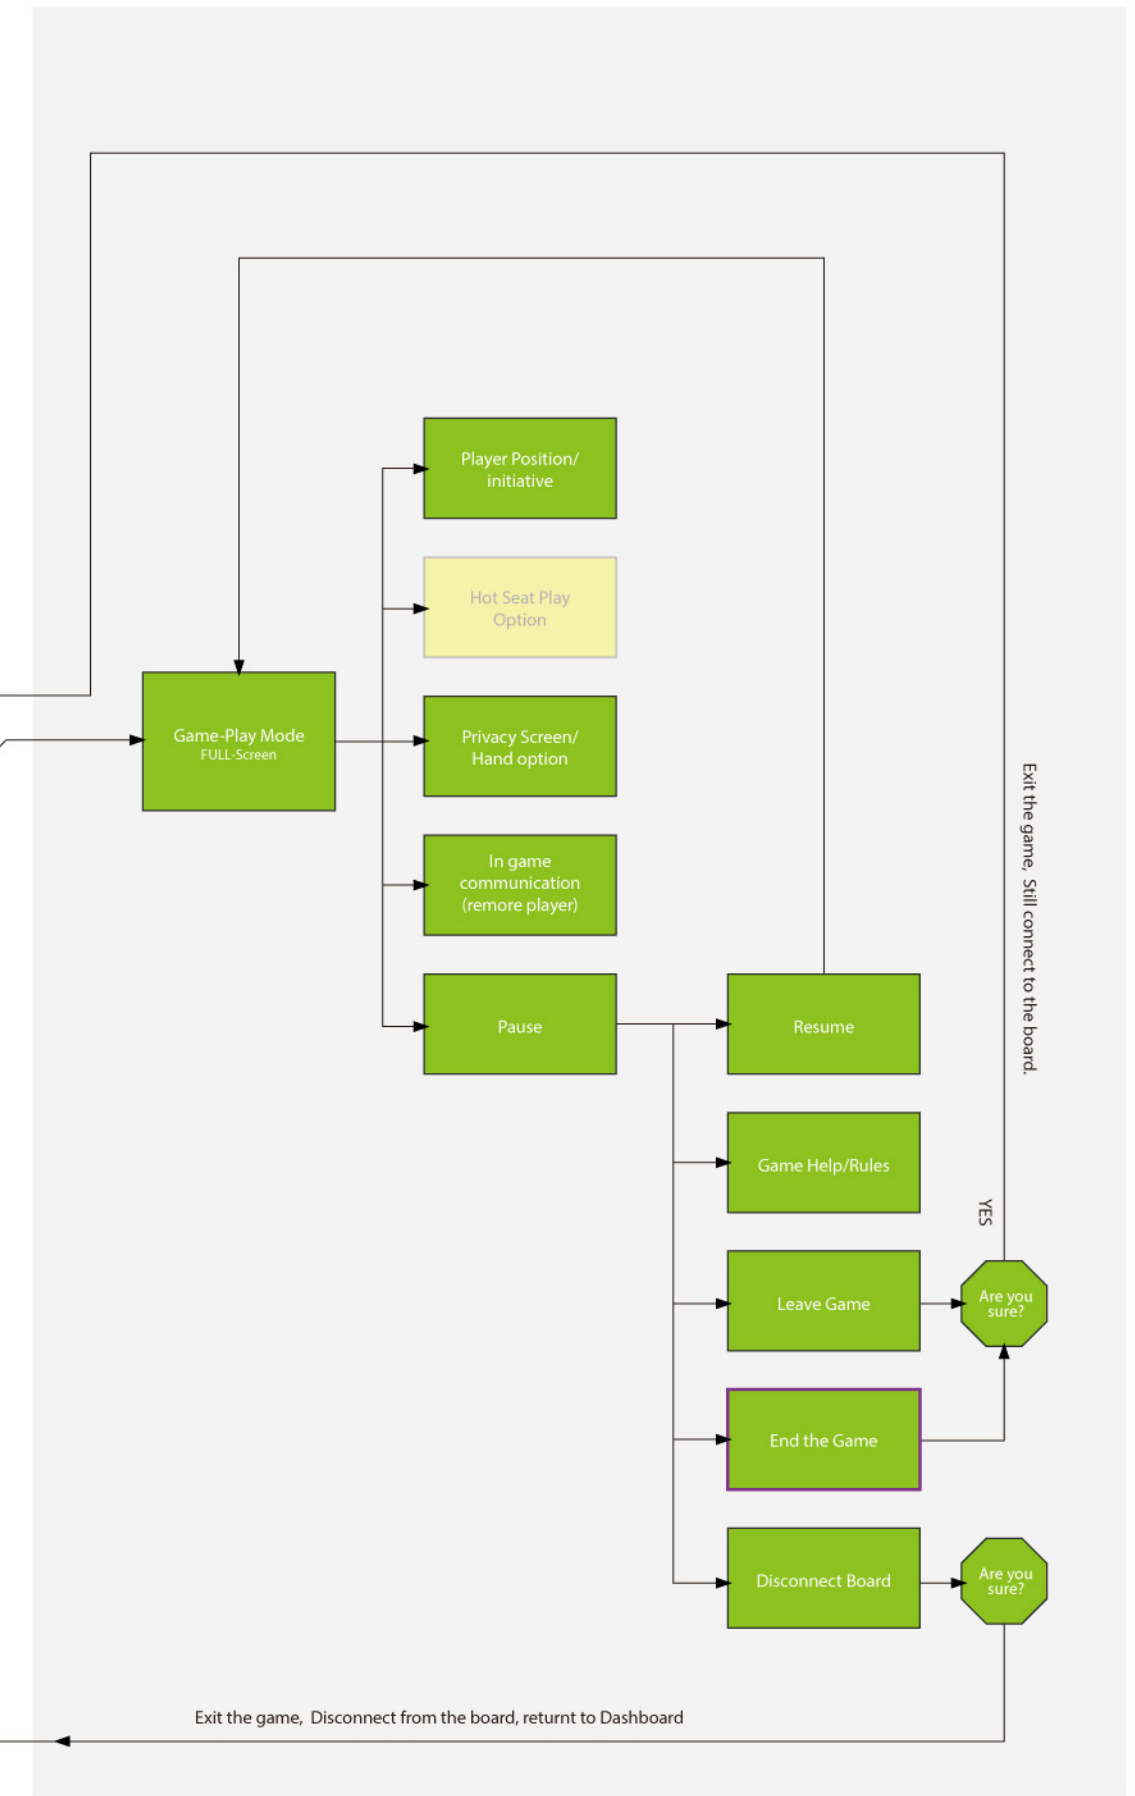 Player Position/
initiative
Hot Seat Play
Option
Game-Play Mode
FULL-Screen
Privacy Screen/
Hand option
In game
communication
(remore player)
Pause
Resume
Game Help/Rules
Leave Game
Are you
sure?
YES
Exit the game, Still connect to the board.
End the Game
Disconnect Board
Are you
sure?
Exit the game, Disconnect from the board, returnt to Dashboard